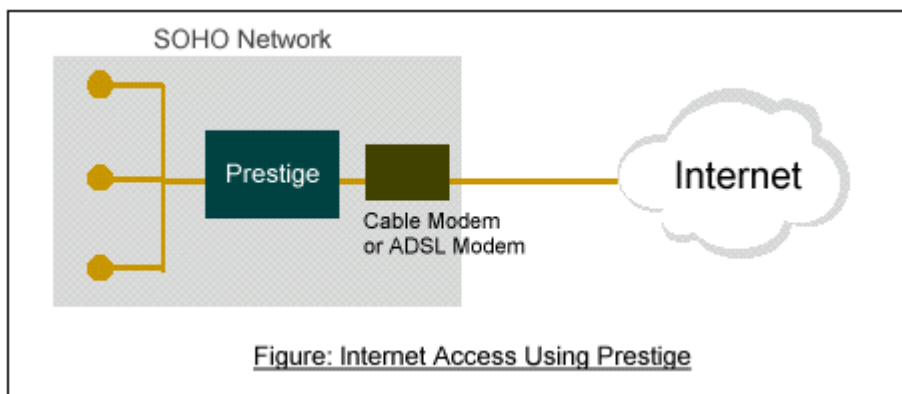 SOHO Network
Prestige
Internet
Cable Modem
or ADSL Modem
Figure: Internet Access Using Prestige